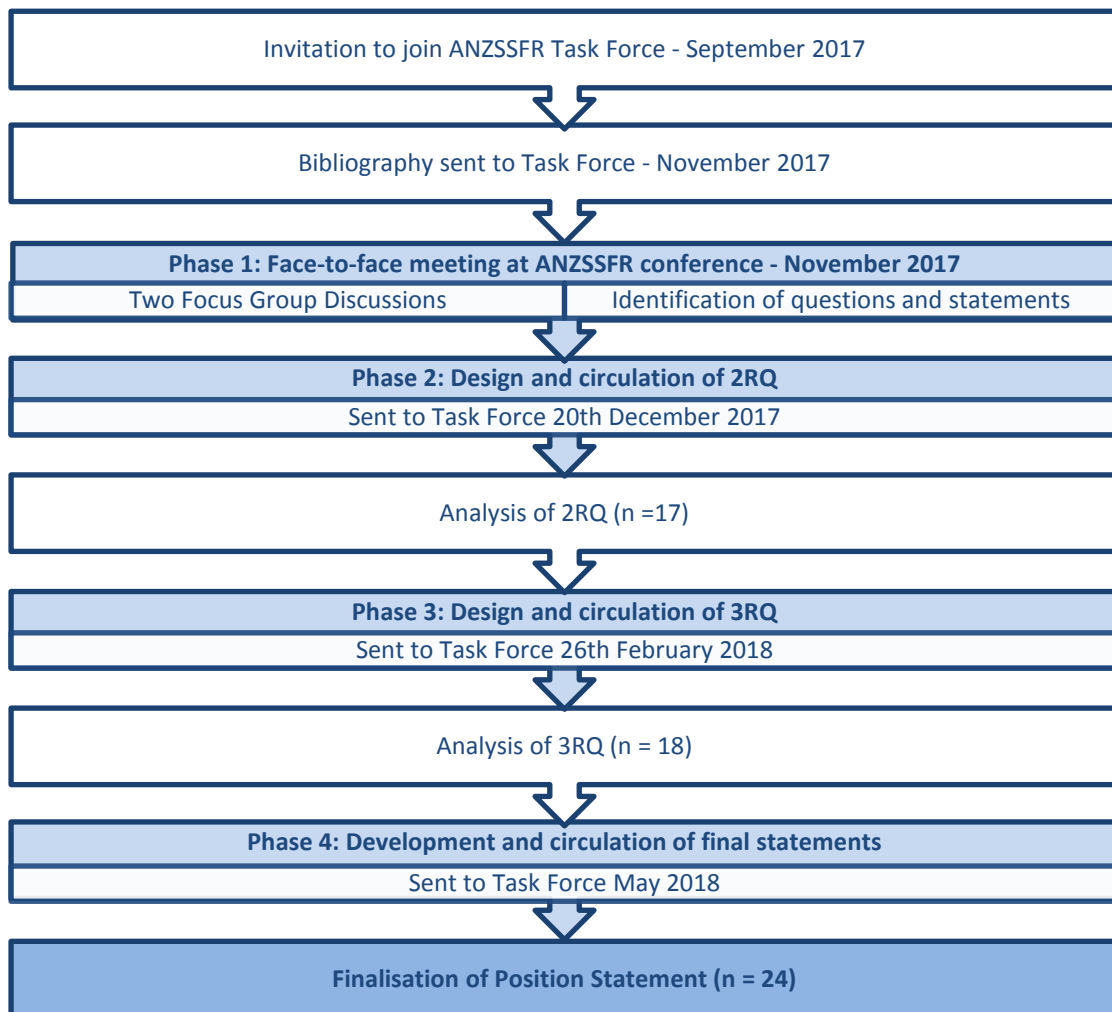 Invitation to join ANZSSFR Task Force - September 2017
Bibliography sent to Task Force - November 2017
Phase 1: Face-to-face meeting at ANZSSFR conference - November 2017
Two Focus Group Discussions
Identification of questions and statements
Phase 2: Design and circulation of 2RQ
Sent to Task Force 20th December 2017
Analysis of 2RQ (n =17)
Phase 3: Design and circulation of 3RQ
Sent to Task Force 26th February 2018
Analysis of 3RQ (n = 18)
Phase 4: Development and circulation of final statements
Sent to Task Force May 2018
Finalisation of Position Statement (n = 24)